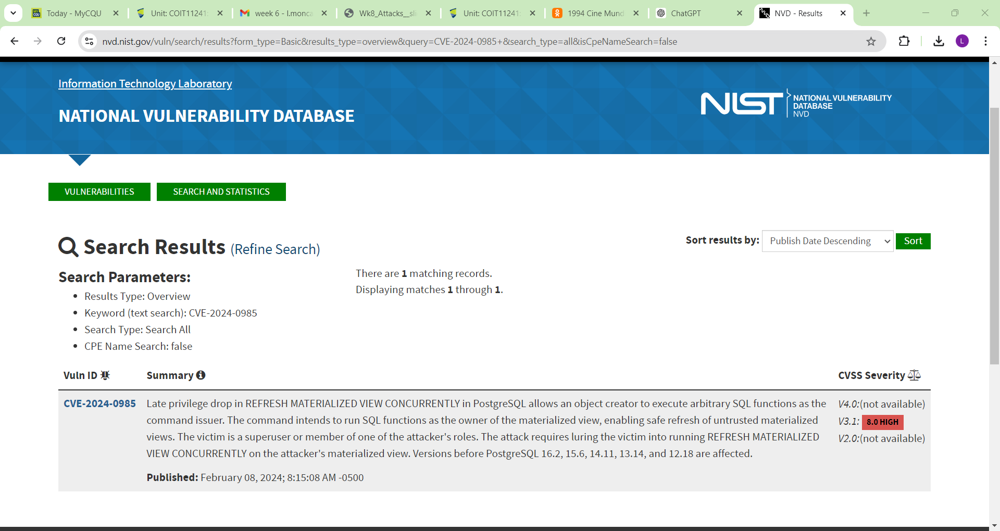 Today - MyCQU
Unit: COIT11241:
week 6 - l.monca
Wk8_Attacks__sli
Unit: COIT11241:
1994 Cine Mund
ChatGPT
NVD - Results
nvd.nist.gov/vuln/search/results?form_type=Basic&results_type=overview&query=CVE-2024-0985+&search_type=all&isCpeNameSearch=false
L
Information Technology Laboratory
NATIONAL VULNERABILITY DATABASE
NIST
NATIONAL VULNERABILITY
DATABASE
NVD
VULNERABILITIES
SEARCH AND STATISTICS
Search Results (Refine Search)
Sort results by: Publish Date Descending Sort
Search Parameters:
• Results Type: Overview
• Keyword (text search): CVE-2024-0985
• Search Type: Search All
• CPE Name Search: false
There are 1 matching records.
Displaying matches 1 through 1.
Vuln ID
Summary
CVSS Severity
CVE-2024-0985
Late privilege drop in REFRESH MATERIALIZED VIEW CONCURRENTLY in PostgreSQL allows an object creator to execute arbitrary SQL functions as the
command issuer. The command intends to run SQL functions as the owner of the materialized view, enabling safe refresh of untrusted materialized
views. The victim is a superuser or member of one of the attacker's roles. The attack requires luring the victim into running REFRESH MATERIALIZED
VIEW CONCURRENTLY on the attacker's materialized view. Versions before PostgreSQL 16.2, 15.6, 14.11, 13.14, and 12.18 are affected.
Published: February 08, 2024; 8:15:08 AM -0500
V4.0:(not available)
V3.1: 8.0 HIGH
V2.0:(not available)